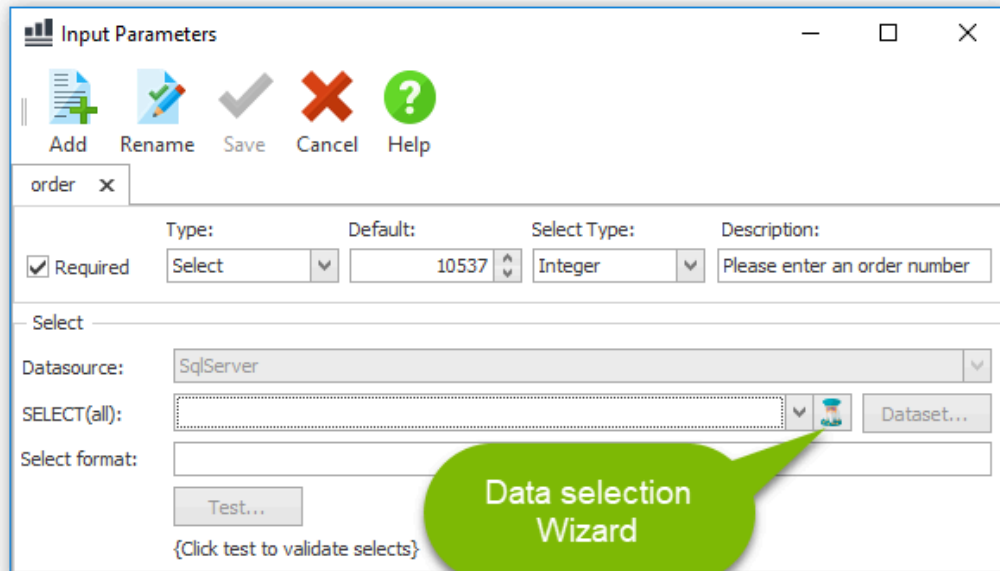 Input Parameters
Add Rename Save Cancel Help
order
Type: Default: Select Type: Description:
Required Select 10537 Integer Please enter an order number
Select
Datasource: SqlServer
SELECT(all): Dataset...
Select format:
Data selection
Wizard
Test...
{Click test to validate selects}